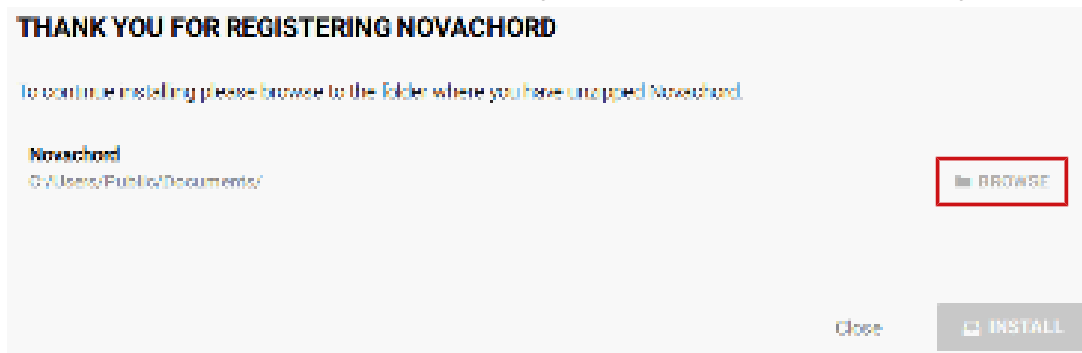 THANK YOU FOR REGISTERING NOVACHORD
To continue installing please browse to the folder where you have unzipped Novachord.
Novachord
C:/Users/Public/Documents/
BROWSE
Close
INSTALL